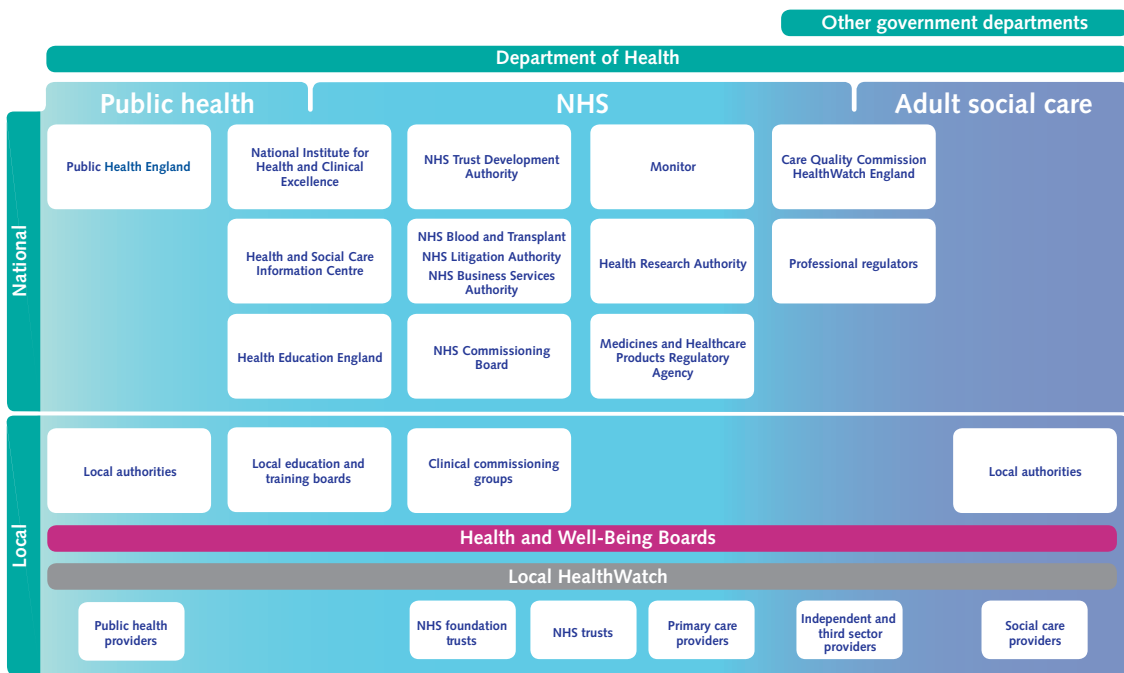 Other government departments
Department of Health
Public health
NHS
Adult social care
National
Public Health England
National Institute for
Health and Clinical
Excellence
NHS Trust Development
Authority
Monitor
Care Quality Commission
HealthWatch England
Health and Social Care
Information Centre
NHS Blood and Transplant
NHS Litigation Authority
NHS Business Services
Authority
Health Research Authority
Professional regulators
Health Education England
NHS Commissioning
Board
Medicines and Healthcare
Products Regulatory
Agency
Local
Local authorities
Local education and
training boards
Clinical commissioning
groups
Local authorities
Health and Well-Being Boards
Local HealthWatch
Public health
providers
NHS foundation
trusts
NHS trusts
Primary care
providers
Independent and
third sector
providers
Social care
providers